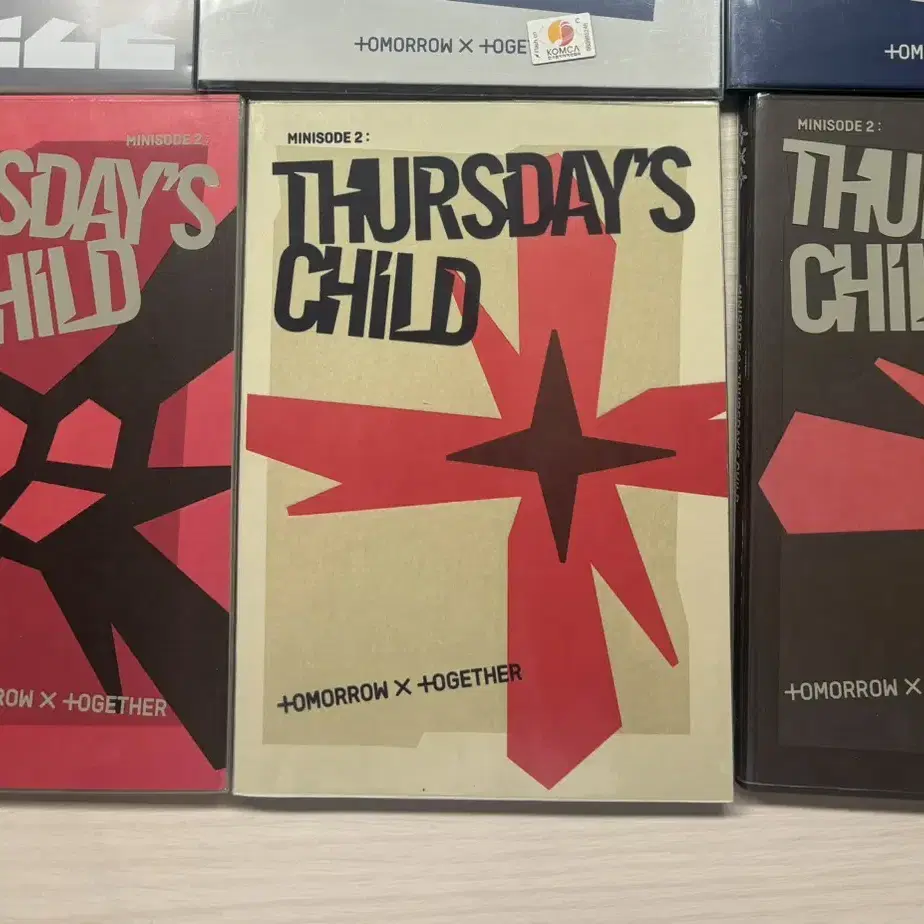 +OMORROW X +OGE
KOMCA
+OM
MINISODE 2 :
SDAY'S
HiLD
ROW X +OGETHER
MINISODE 2 :
THURSDAY'S
CHiLD
+OMORROW X +OGETHER
MINISODE 2 :
THU
CHiL
+OMORROW X